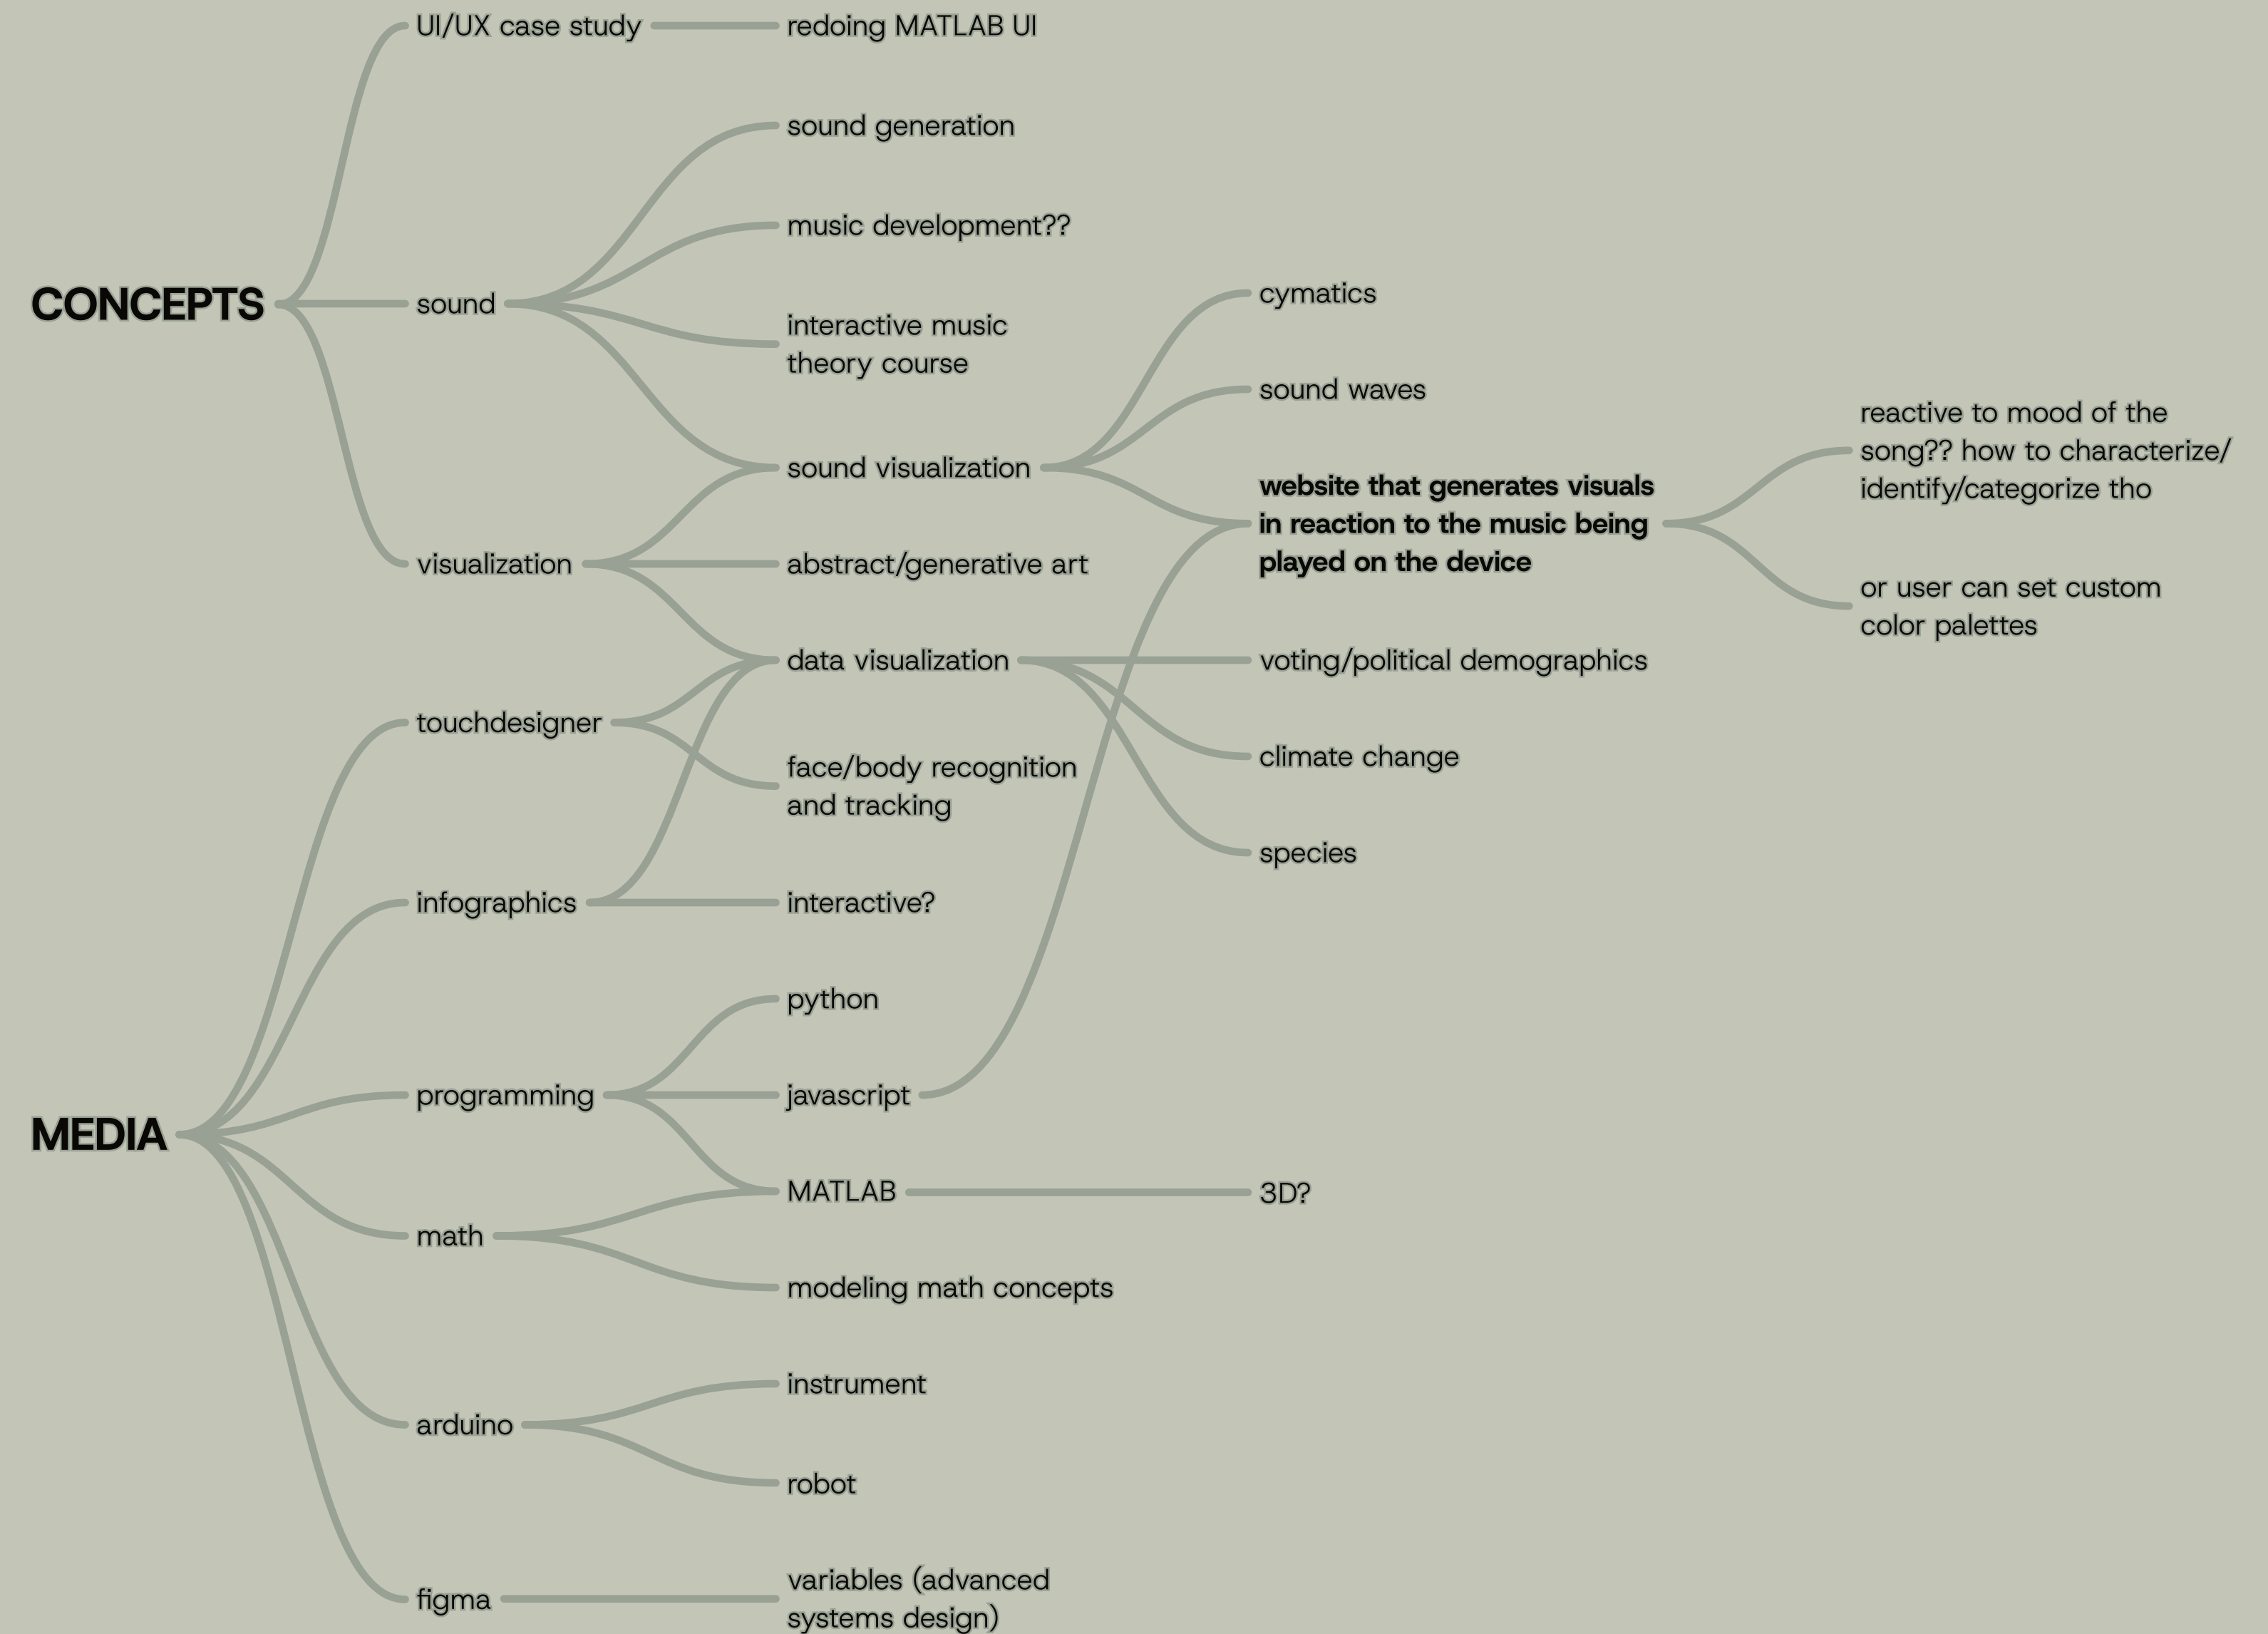 UI/UX case study
redoing MATLAB UI
sound generation
music development??
CONCEPTS
sound
interactive music
theory course
cymatics
sound waves
sound visualization
website that generates visuals
in reaction to the music being
played on the device
reactive to mood of the
song?? how to characterize/
identify/categorize tho
or user can set custom
color palettes
visualization
abstract/generative art
data visualization
voting/political demographics
climate change
species
touchdesigner
face/body recognition
and tracking
infographics
interactive?
MEDIA
programming
python
javascript
MATLAB
3D?
math
modeling math concepts
arduino
instrument
robot
figma
variables (advanced
systems design)